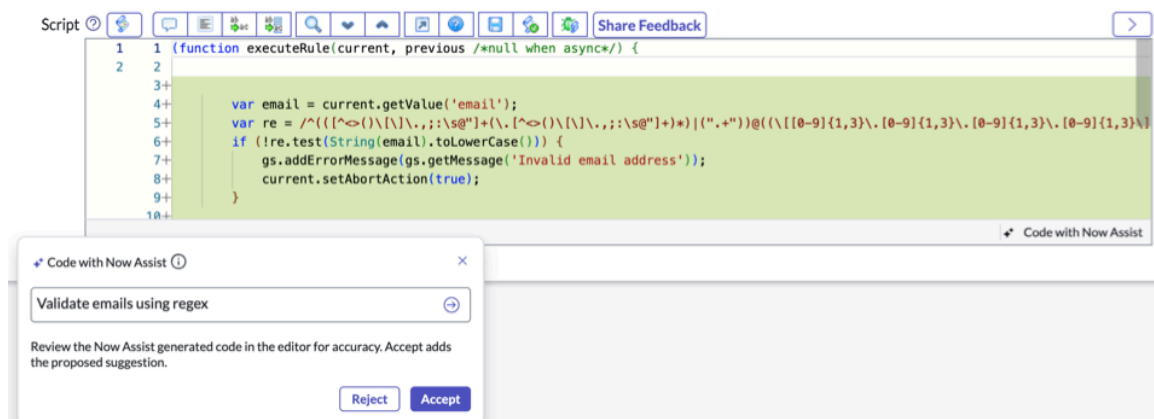 Script
Share Feedback
1 1 (function executeRule(current, previous /*null when async*/) {
2 2
3+
4+ var email = current.getValue('email');
5+ var re = /^(([^<>()\[\]\.,;:\s@"]+(\.[^<>()\[\]\.,;:\s@"]+)*)|(".+"))@((\[[0-9]{1,3}\.[0-9]{1,3}\.[0-9]{1,3}\.[0-9]{1,3}\]
6+ if (!re.test(String(email).toLowerCase())) {
7+ gs.addErrorMessage(gs.getMessage('Invalid email address'));
8+ current.setAbortAction(true);
9+ }
10+
Code with Now Assist
Code with Now Assist
Validate emails using regex
Review the Now Assist generated code in the editor for accuracy. Accept adds
the proposed suggestion.
Reject Accept